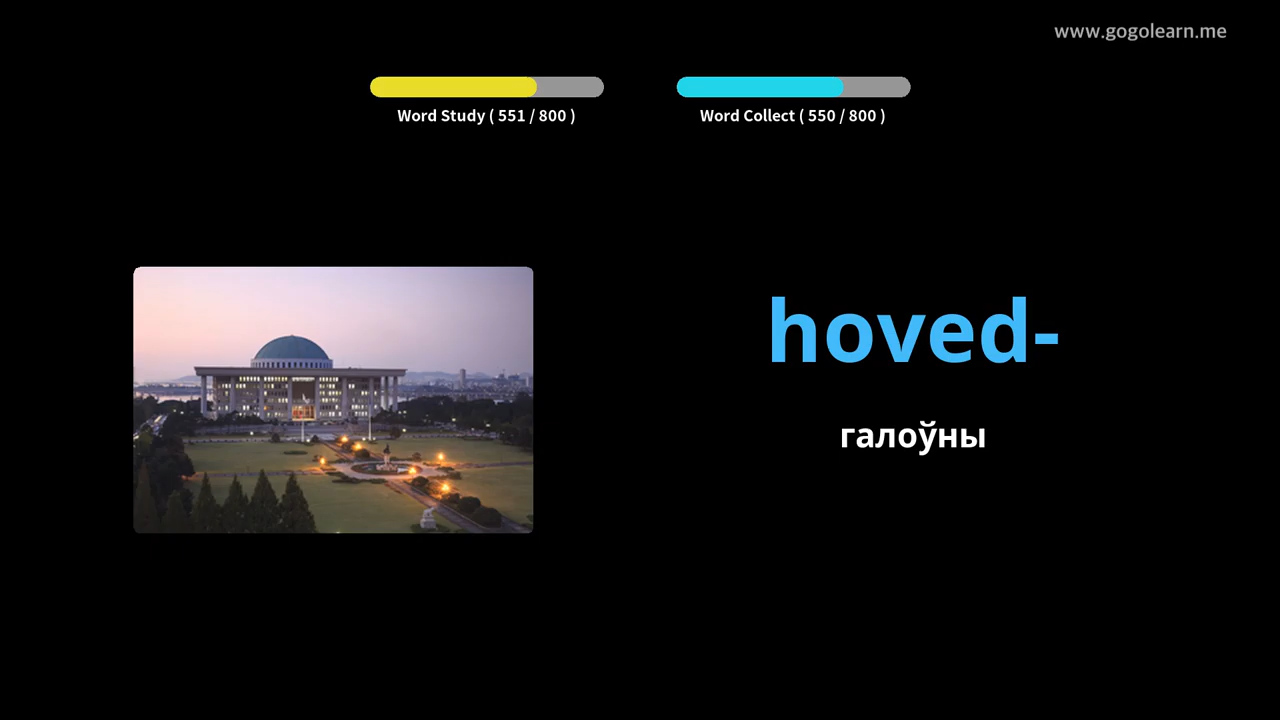 www.gogolearn.me
Word Study ( 551 / 800 )
Word Collect ( 550 / 800 )
hoved-
галоўны